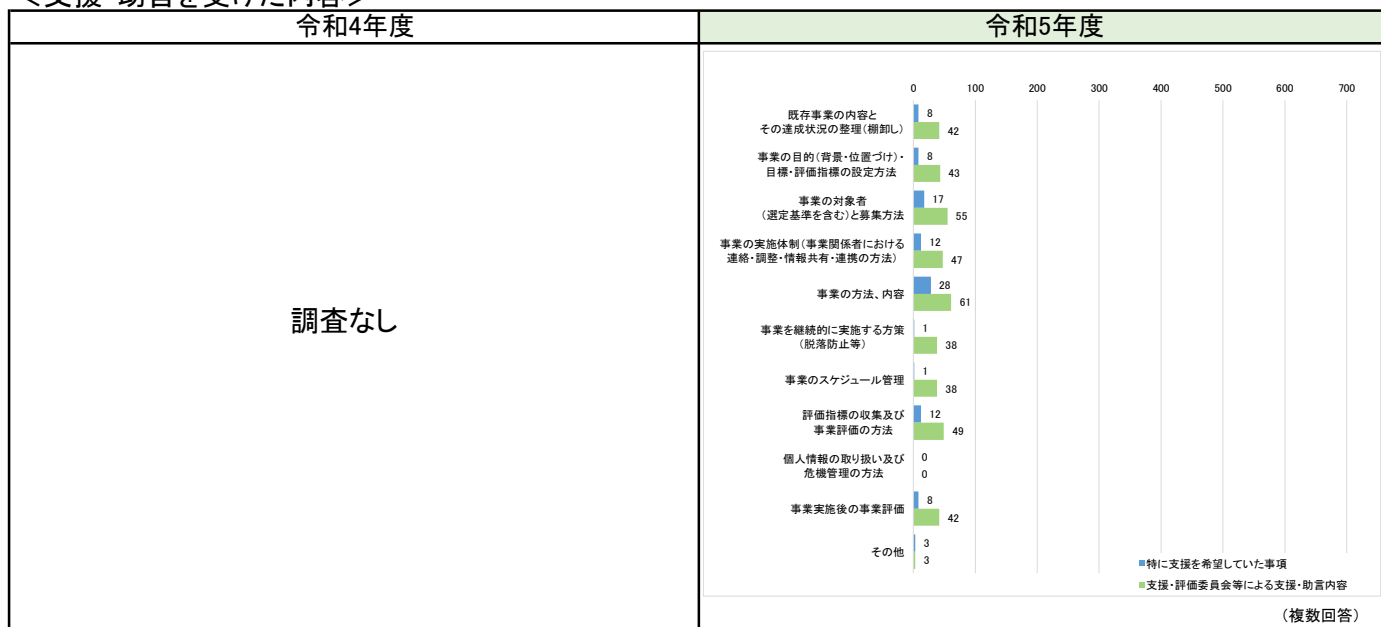 <支援・助言を受けた内容>
令和4年度
令和5年度
調査なし
0 100 200 300 400 500 600 700
既存事業の内容と
その達成状況の整理(棚卸し)
8
42
事業の目的(背景・位置づけ)・
目標・評価指標の設定方法
8
43
事業の対象者
(選定基準を含む)と募集方法
17
55
事業の実施体制(事業関係者における
連絡・調整・情報共有・連携の方法)
12
47
事業の方法、内容
28
61
事業を継続的に実施する方策
(脱落防止等)
1
38
事業のスケジュール管理
1
38
評価指標の収集及び
事業評価の方法
12
49
個人情報の取り扱い及び
危機管理の方法
0
0
事業実施後の事業評価
8
42
その他
3
3
特に支援を希望していた事項
支援・評価委員会等による支援・助言内容
(複数回答)